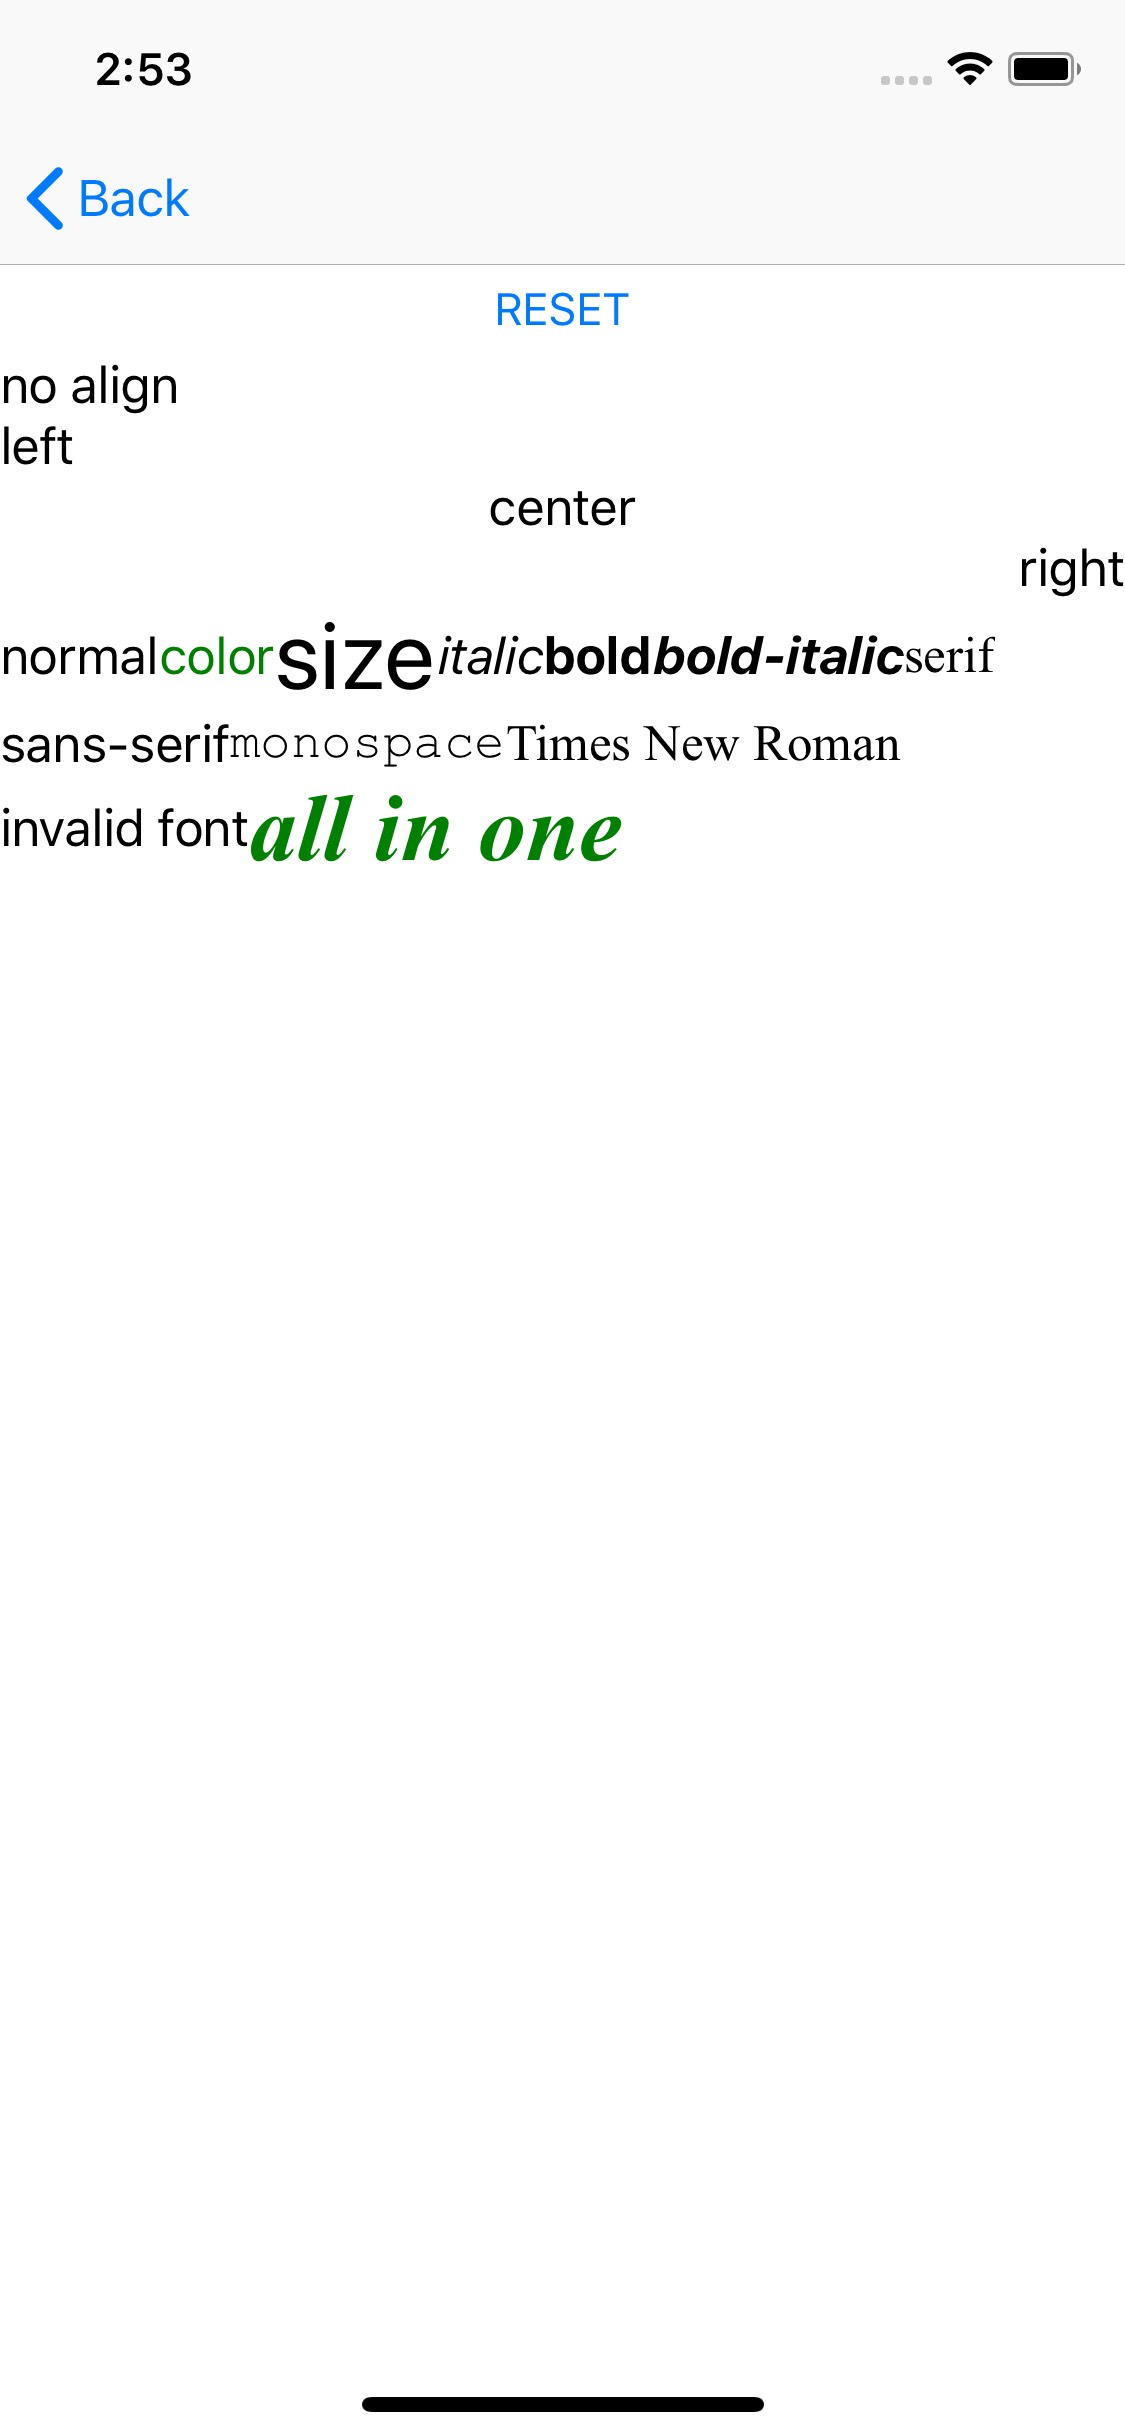 2:53
Back
RESET
no align
left
center
right
normalcolorsizeitalicboldbold-italicserif
sans-serifmonospaceTimes New Roman
invalid fontall in one